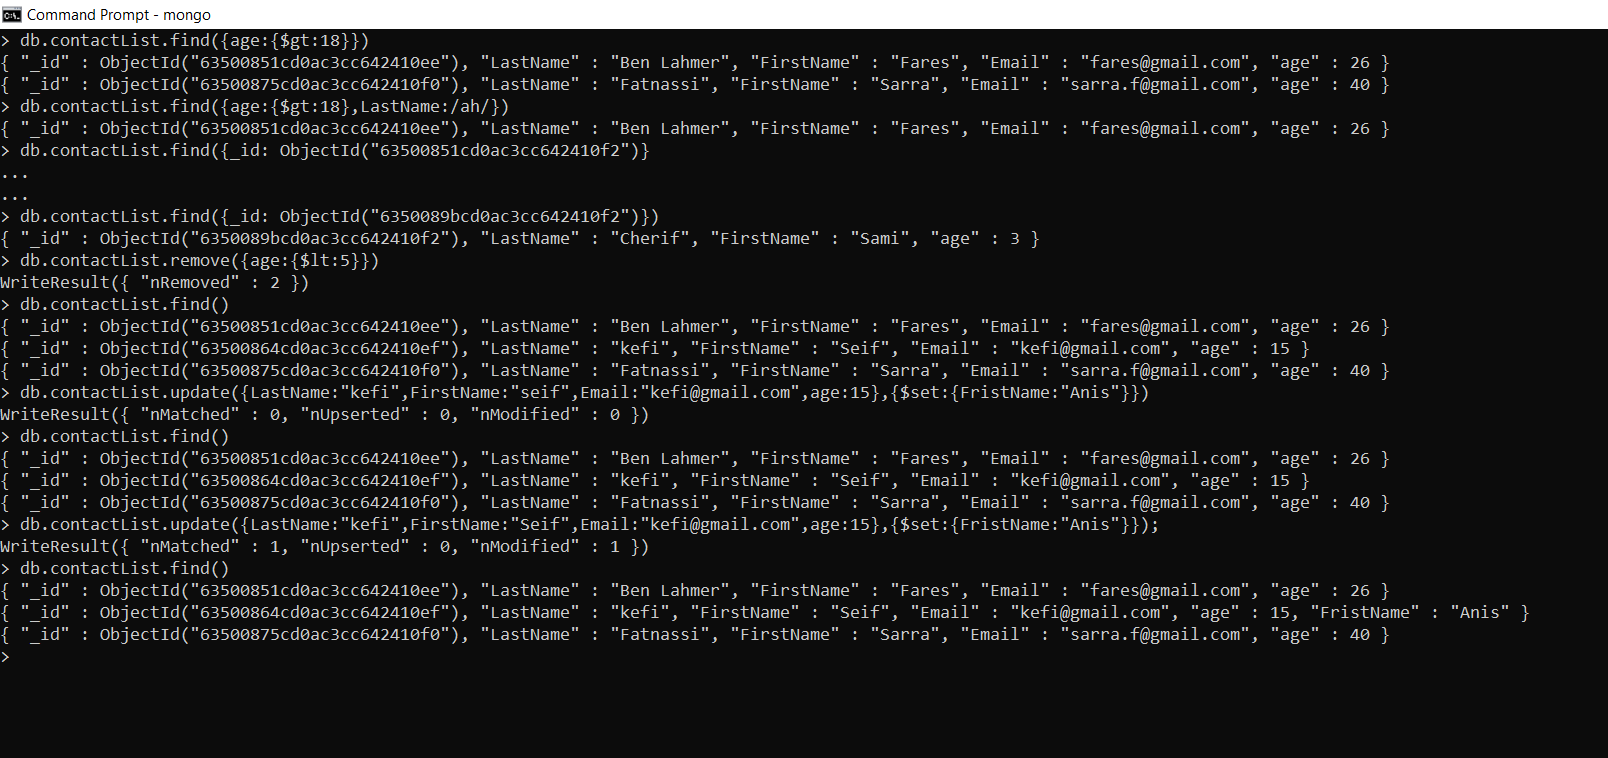 Command Prompt - mongo
> db.contactList.find({age:{$gt:18}})
{ "_id" : ObjectId("63500851cd0ac3cc642410ee"), "LastName" : "Ben Lahmer", "FirstName" : "Fares", "Email" : "fares@gmail.com", "age" : 26 }
{ "_id" : ObjectId("63500875cd0ac3cc642410f0"), "LastName" : "Fatnassi", "FirstName" : "Sarra", "Email" : "sarra.f@gmail.com", "age" : 40 }
> db.contactList.find({age:{$gt:18},LastName:/ah/})
{ "_id" : ObjectId("63500851cd0ac3cc642410ee"), "LastName" : "Ben Lahmer", "FirstName" : "Fares", "Email" : "fares@gmail.com", "age" : 26 }
> db.contactList.find({_id: ObjectId("63500851cd0ac3cc642410f2")}
...
...
> db.contactList.find({_id: ObjectId("6350089bcd0ac3cc642410f2")})
{ "_id" : ObjectId("6350089bcd0ac3cc642410f2"), "LastName" : "Cherif", "FirstName" : "Sami", "age" : 3 }
> db.contactList.remove({age:{$lt:5}})
WriteResult({ "nRemoved" : 2 })
> db.contactList.find()
{ "_id" : ObjectId("63500851cd0ac3cc642410ee"), "LastName" : "Ben Lahmer", "FirstName" : "Fares", "Email" : "fares@gmail.com", "age" : 26 }
{ "_id" : ObjectId("63500864cd0ac3cc642410ef"), "LastName" : "kefi", "FirstName" : "Seif", "Email" : "kefi@gmail.com", "age" : 15 }
{ "_id" : ObjectId("63500875cd0ac3cc642410f0"), "LastName" : "Fatnassi", "FirstName" : "Sarra", "Email" : "sarra.f@gmail.com", "age" : 40 }
> db.contactList.update({LastName:"kefi",FirstName:"seif",Email:"kefi@gmail.com",age:15},{$set:{FristName:"Anis"}})
WriteResult({ "nMatched" : 0, "nUpserted" : 0, "nModified" : 0 })
> db.contactList.find()
{ "_id" : ObjectId("63500851cd0ac3cc642410ee"), "LastName" : "Ben Lahmer", "FirstName" : "Fares", "Email" : "fares@gmail.com", "age" : 26 }
{ "_id" : ObjectId("63500864cd0ac3cc642410ef"), "LastName" : "kefi", "FirstName" : "Seif", "Email" : "kefi@gmail.com", "age" : 15 }
{ "_id" : ObjectId("63500875cd0ac3cc642410f0"), "LastName" : "Fatnassi", "FirstName" : "Sarra", "Email" : "sarra.f@gmail.com", "age" : 40 }
> db.contactList.update({LastName:"kefi",FirstName:"Seif",Email:"kefi@gmail.com",age:15},{$set:{FristName:"Anis"}});
WriteResult({ "nMatched" : 1, "nUpserted" : 0, "nModified" : 1 })
> db.contactList.find()
{ "_id" : ObjectId("63500851cd0ac3cc642410ee"), "LastName" : "Ben Lahmer", "FirstName" : "Fares", "Email" : "fares@gmail.com", "age" : 26 }
{ "_id" : ObjectId("63500864cd0ac3cc642410ef"), "LastName" : "kefi", "FirstName" : "Seif", "Email" : "kefi@gmail.com", "age" : 15, "FristName" : "Anis" }
{ "_id" : ObjectId("63500875cd0ac3cc642410f0"), "LastName" : "Fatnassi", "FirstName" : "Sarra", "Email" : "sarra.f@gmail.com", "age" : 40 }
>